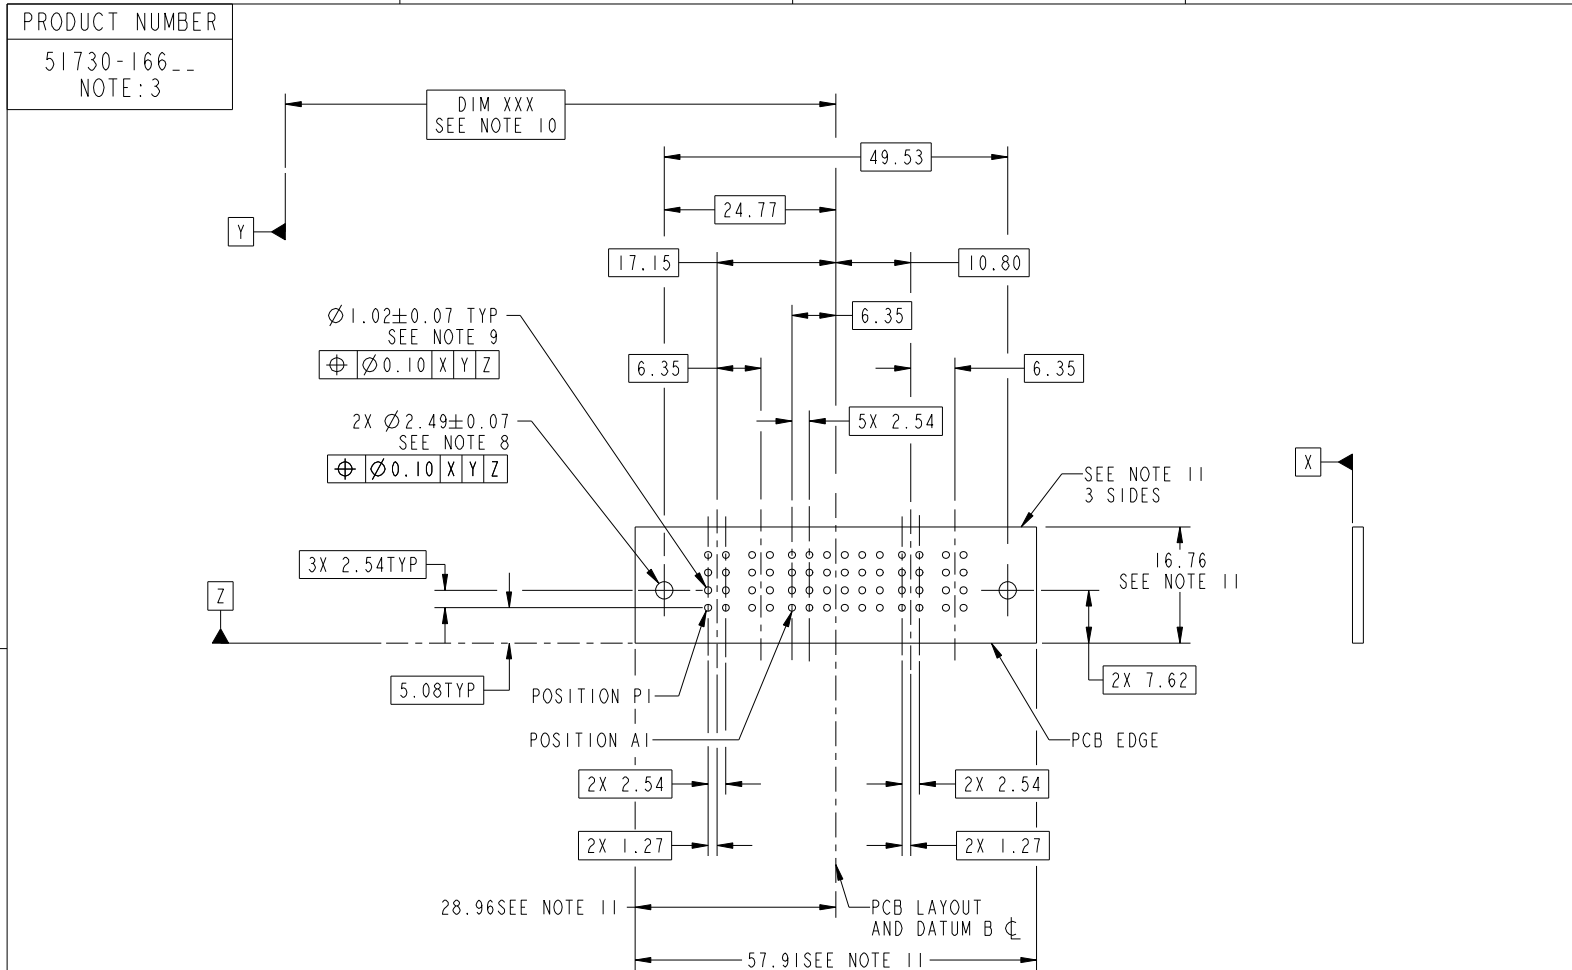 PRODUCT NUMBER
51730-166__
NOTE:3
DIM XXX
SEE NOTE 10
49.53
24.77
Y
17.15
10.80
Ø1.02±0.07 TYP
SEE NOTE 9
⌖ Ø0.10 X Y Z
6.35
6.35
6.35
2X Ø2.49±0.07
SEE NOTE 8
⌖ Ø0.10 X Y Z
5X 2.54
X
SEE NOTE 11
3 SIDES
3X 2.54TYP
16.76
SEE NOTE 11
Z
5.08TYP
POSITION P1
2X 7.62
POSITION A1
PCB EDGE
2X 2.54
2X 2.54
2X 1.27
2X 1.27
28.96SEE NOTE 11
PCB LAYOUT
AND DATUM B ℄
57.91SEE NOTE 11